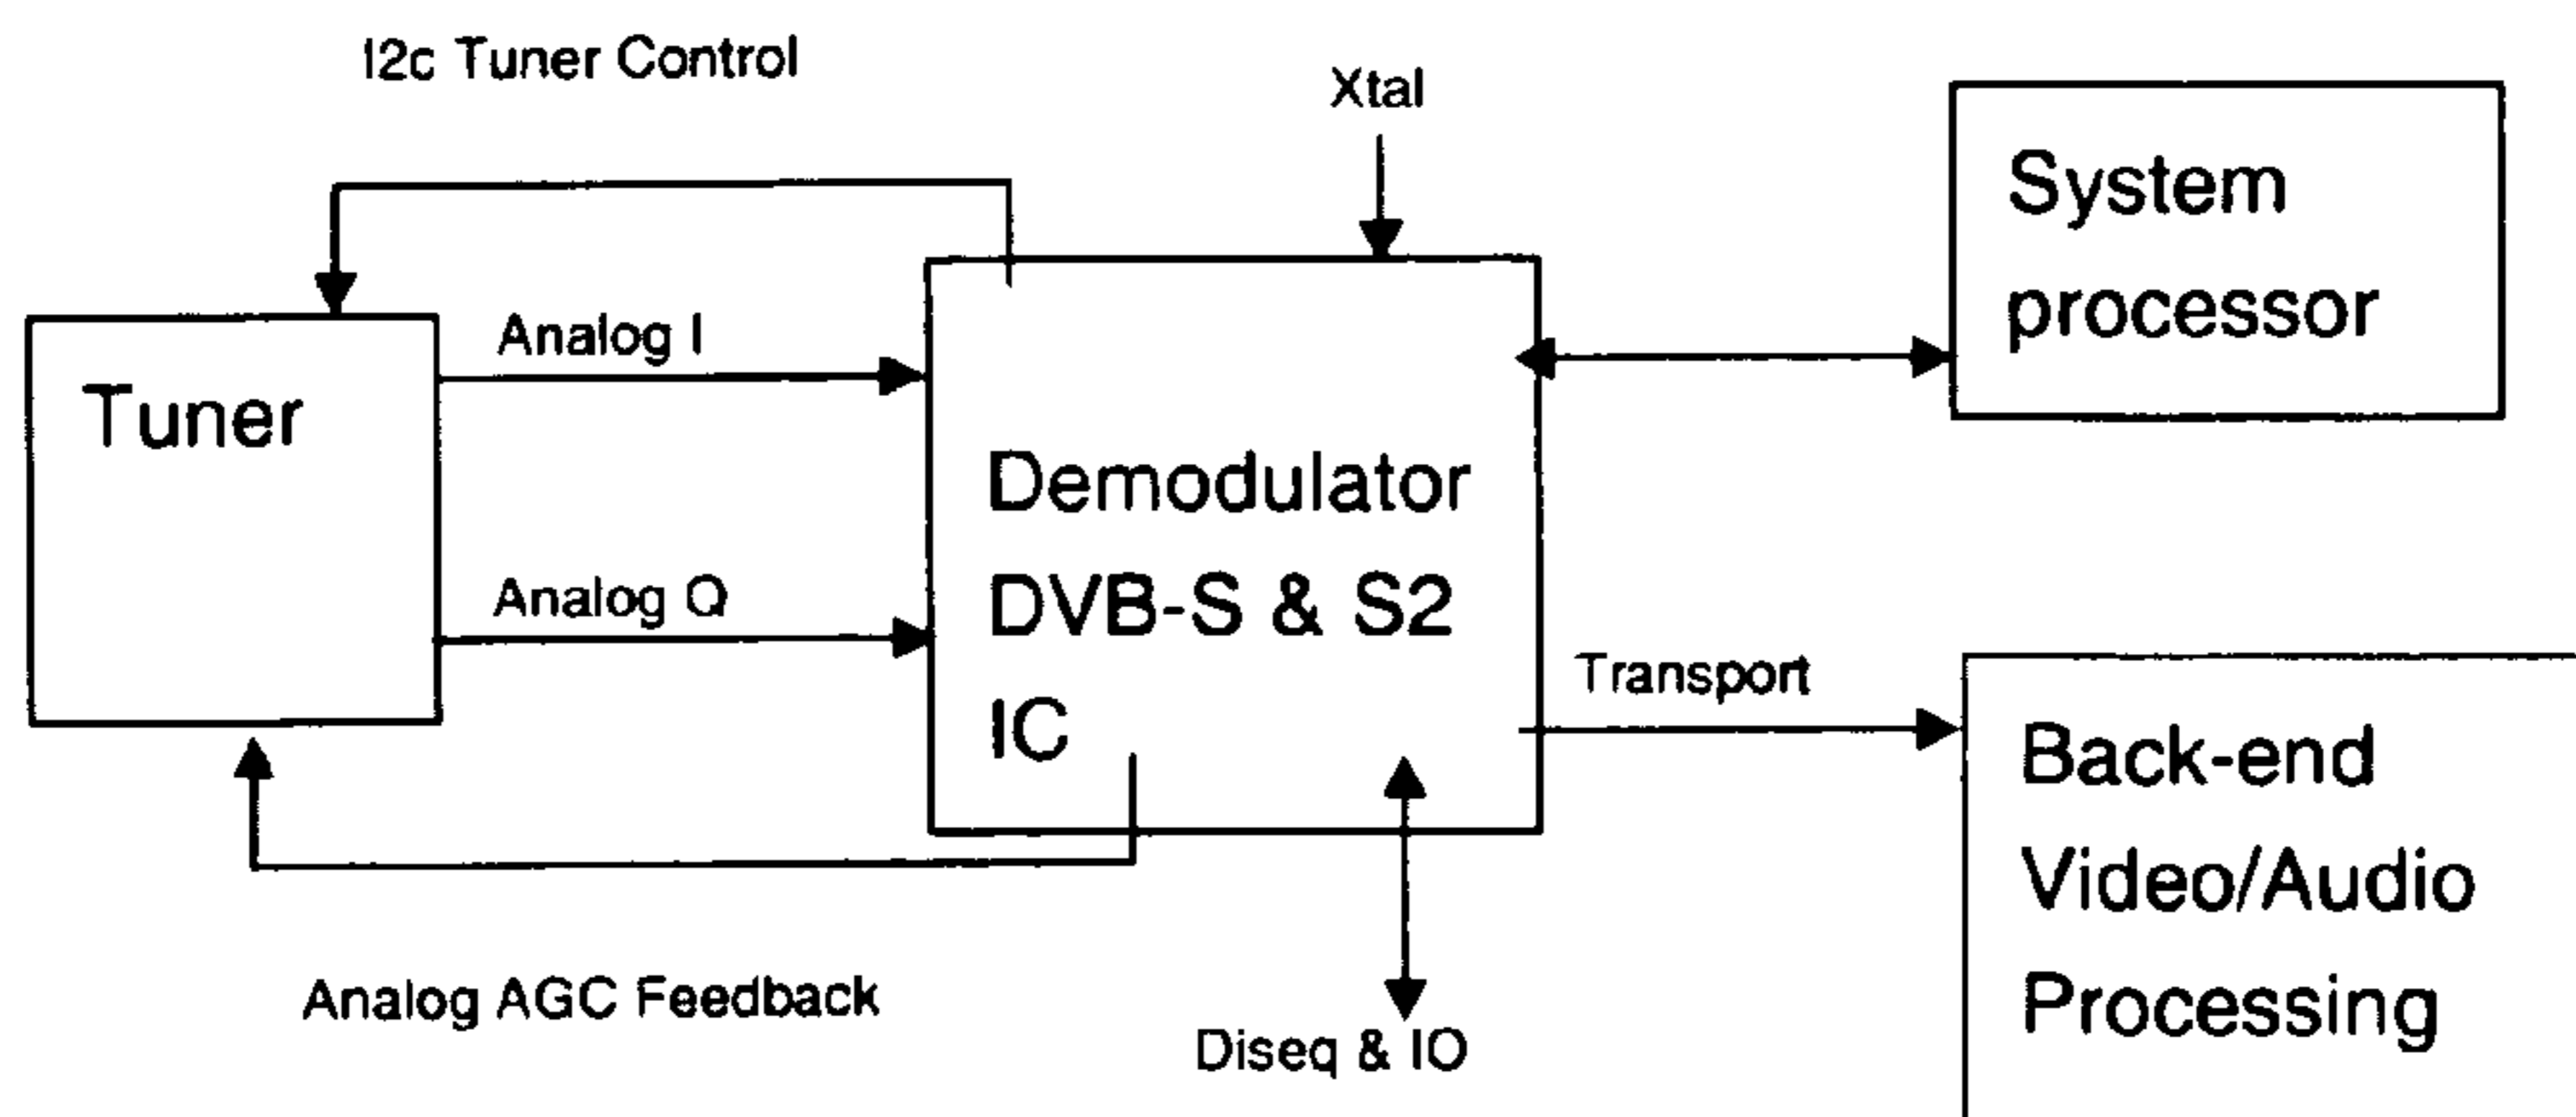 I2c Tuner Control
Xtal
System
processor
Analog I
Tuner
Demodulator
DVB-S & S2
IC
Analog Q
Transport
Back-end
Video/Audio
Processing
Analog AGC Feedback
Diseq & IO